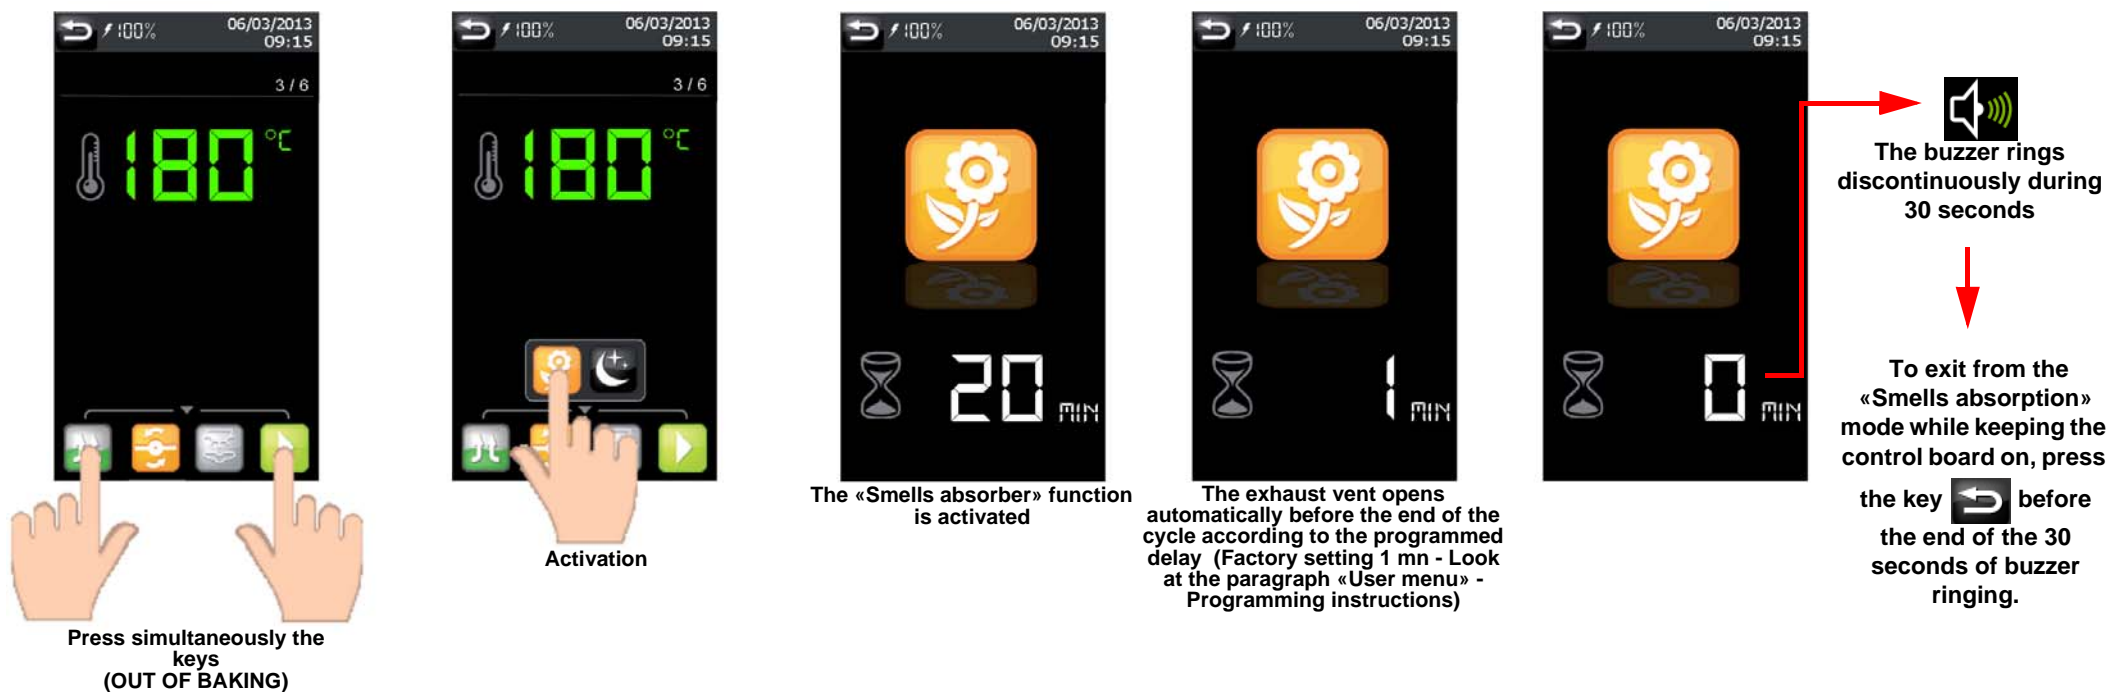 100%
06/03/2013
09:15
3 / 6
180 °C
Press simultaneously the
keys
(OUT OF BAKING)
100%
06/03/2013
09:15
3 / 6
180 °C
Activation
100%
06/03/2013
09:15
20 MIN
The «Smells absorber» function
is activated
100%
06/03/2013
09:15
1 MIN
The exhaust vent opens
automatically before the end of the
cycle according to the programmed
delay (Factory setting 1 mn - Look
at the paragraph «User menu» -
Programming instructions)
100%
06/03/2013
09:15
0 MIN
The buzzer rings
discontinuously during
30 seconds
To exit from the
«Smells absorption»
mode while keeping the
control board on, press
the key before
the end of the 30
seconds of buzzer
ringing.